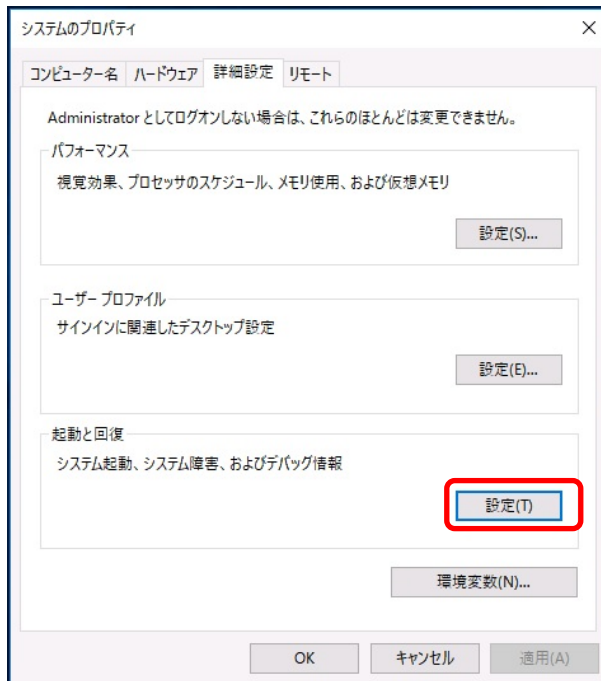 システムのプロパティ
コンピューター名 ハードウェア 詳細設定 リモート
Administrator としてログオンしない場合は、これらのほとんどは変更できません。
パフォーマンス
視覚効果、プロセッサのスケジュール、メモリ使用、および仮想メモリ
設定(S)...
ユーザー プロファイル
サインインに関連したデスクトップ設定
設定(E)...
起動と回復
システム起動、システム障害、およびデバッグ情報
設定(T)
環境変数(N)...
OK キャンセル 適用(A)